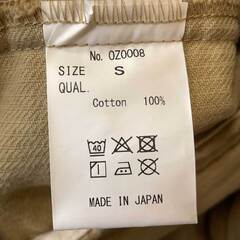 No. OZ0008
SIZE S
QUAL.
Cotton 100%
40
MADE IN JAPAN